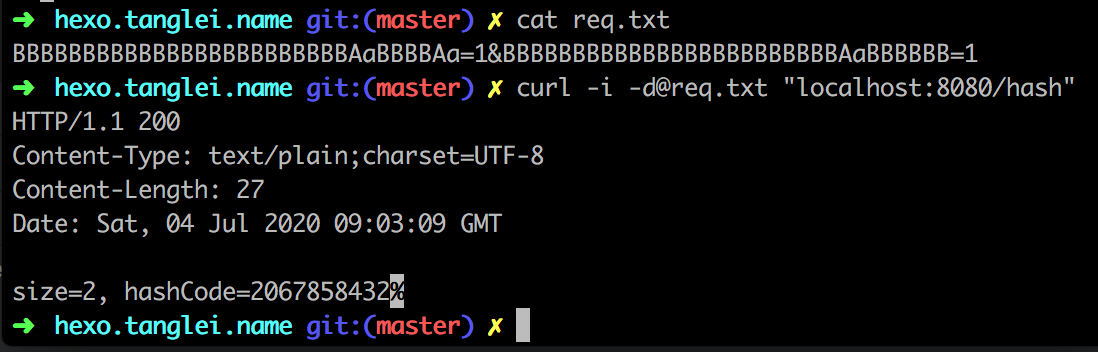 ➜ hexo.tanglei.name git:(master) ✗ cat req.txt
BBBBBBBBBBBBBBBBBBBBBBBBAaBBBBAa=1&BBBBBBBBBBBBBBBBBBBBBBBBAaBBBBBB=1
➜ hexo.tanglei.name git:(master) ✗ curl -i -d@req.txt "localhost:8080/hash"
HTTP/1.1 200
Content-Type: text/plain;charset=UTF-8
Content-Length: 27
Date: Sat, 04 Jul 2020 09:03:09 GMT
size=2, hashCode=2067858432%
➜ hexo.tanglei.name git:(master) ✗